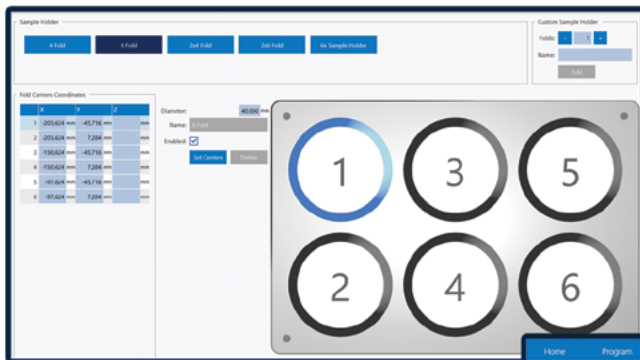 Sample Holder
4 Fold
6 Fold
2x4 Fold
2x6 Fold
6x Sample Holder
Custom Sample Holder
Folds: - 1 +
Name:
Add
Fold Centers Coordinates
X Y Z
1 -203,624 mm -45,716 mm mm
2 -203,624 mm 7,284 mm mm
3 -150,624 mm -45,716 mm mm
4 -150,624 mm 7,284 mm mm
5 -97,624 mm -45,716 mm mm
6 -97,624 mm 7,284 mm mm
Diameter: 40,000 mm
Name: 6 Fold
Enabled:
Set Centers Delete
1 3 5
2 4 6
Home Program